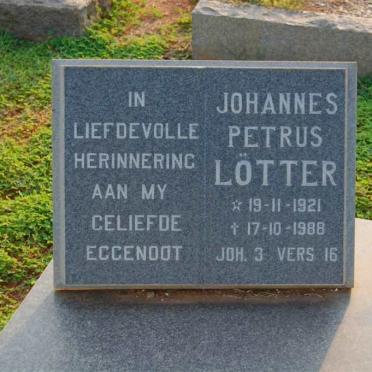 IN
LIEFDEVOLLE
HERINNERING
AAN MY
GELIEFDE
EGGENOOT
JOHANNES
PETRUS
LÖTTER
☆ 19-11-1921
✝ 17-10-1988
JOH. 3 VERS 16